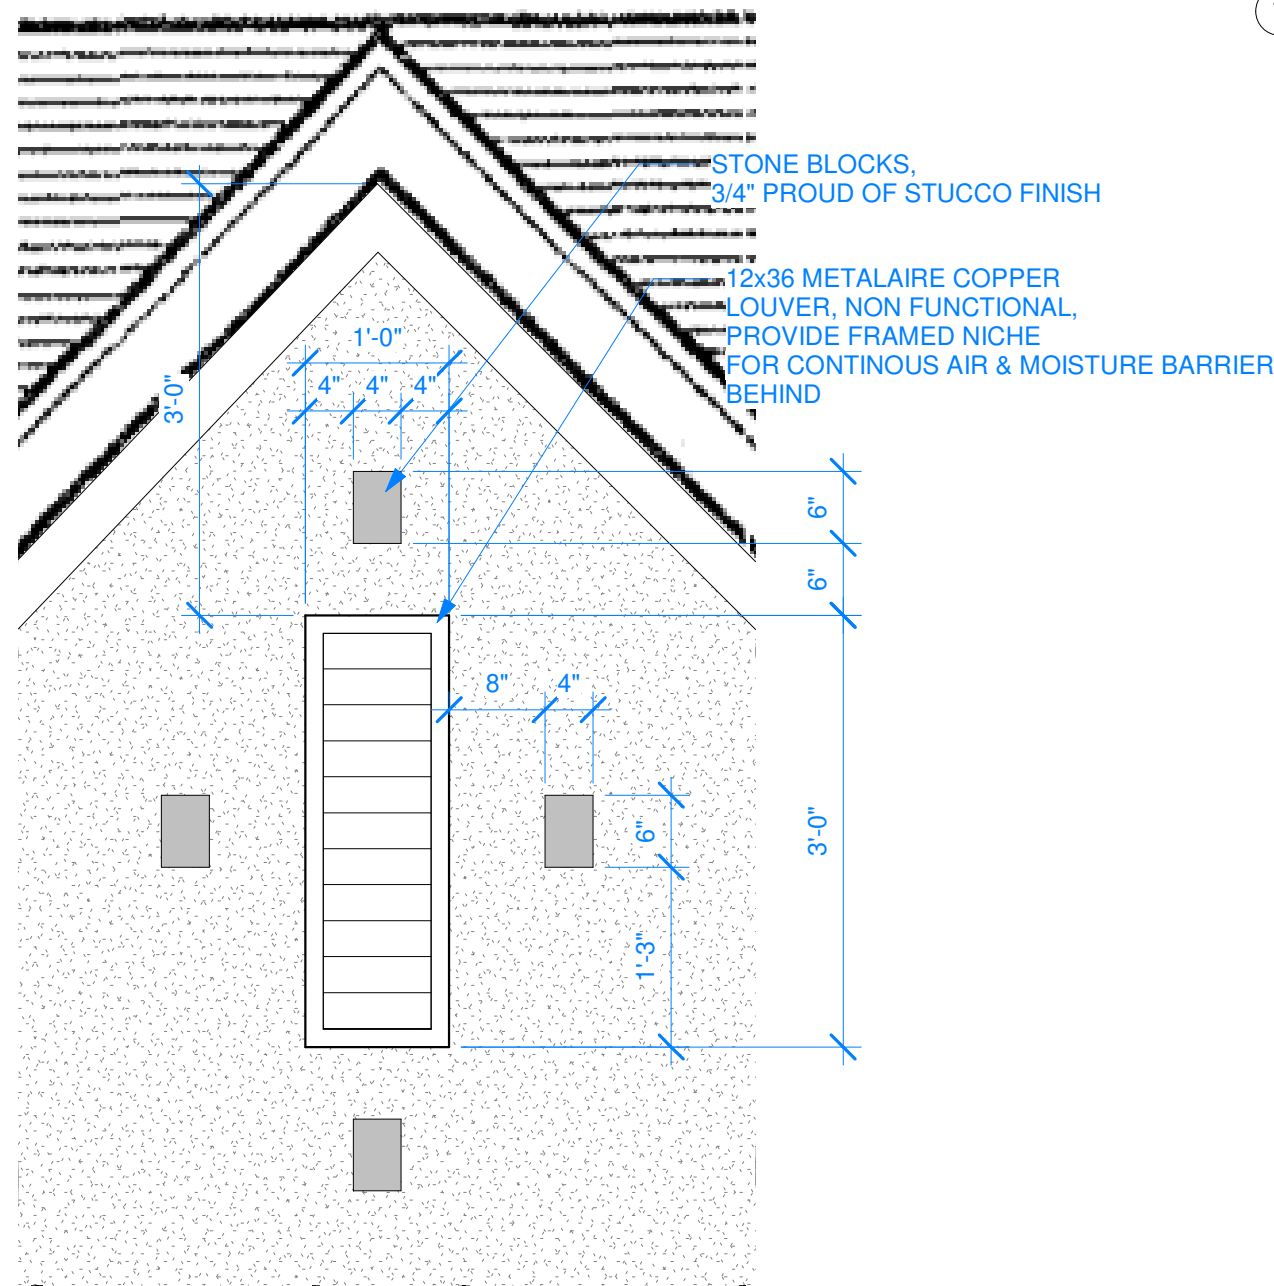 STONE BLOCKS,
3/4" PROUD OF STUCCO FINISH
12x36 METALAIRE COPPER
LOUVER, NON FUNCTIONAL,
PROVIDE FRAMED NICHE
FOR CONTINOUS AIR & MOISTURE BARRIER
BEHIND
1'-0"
4" 4" 4"
3'-0"
6"
6"
8" 4"
6"
3'-0"
1'-3"